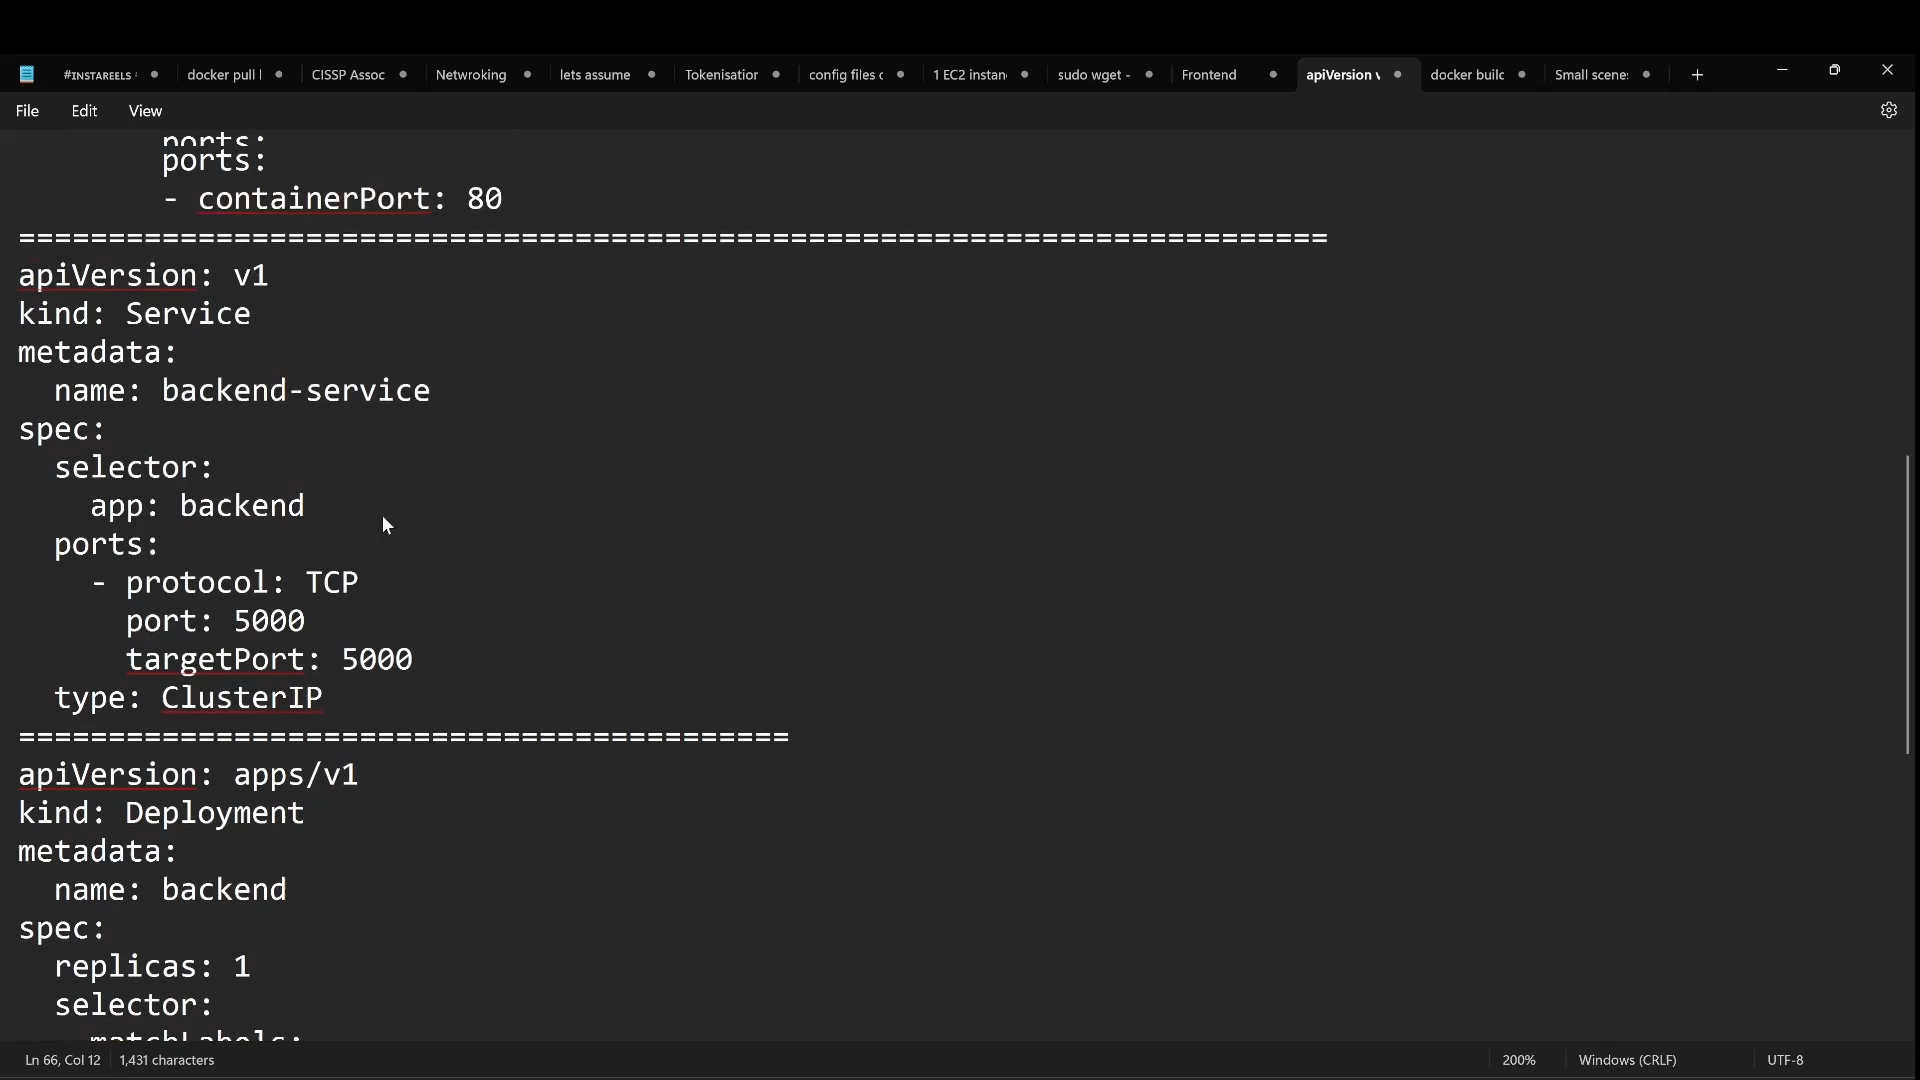 #INSTAREELS
docker pull
CISSP Assoc
Netwroking
lets assume
Tokenisation
config files
1 EC2 instan
sudo wget -
Frontend
apiVersion v
docker build
Small scene
File
Edit
View
ports:
ports:
- containerPort: 80
=========================================================================
apiVersion: v1
kind: Service
metadata:
  name: backend-service
spec:
  selector:
    app: backend
  ports:
    - protocol: TCP
      port: 5000
      targetPort: 5000
  type: ClusterIP
===========================================
apiVersion: apps/v1
kind: Deployment
metadata:
  name: backend
spec:
  replicas: 1
  selector:
    matchLabels:
Ln 66, Col 12
1,431 characters
200%
Windows (CRLF)
UTF-8